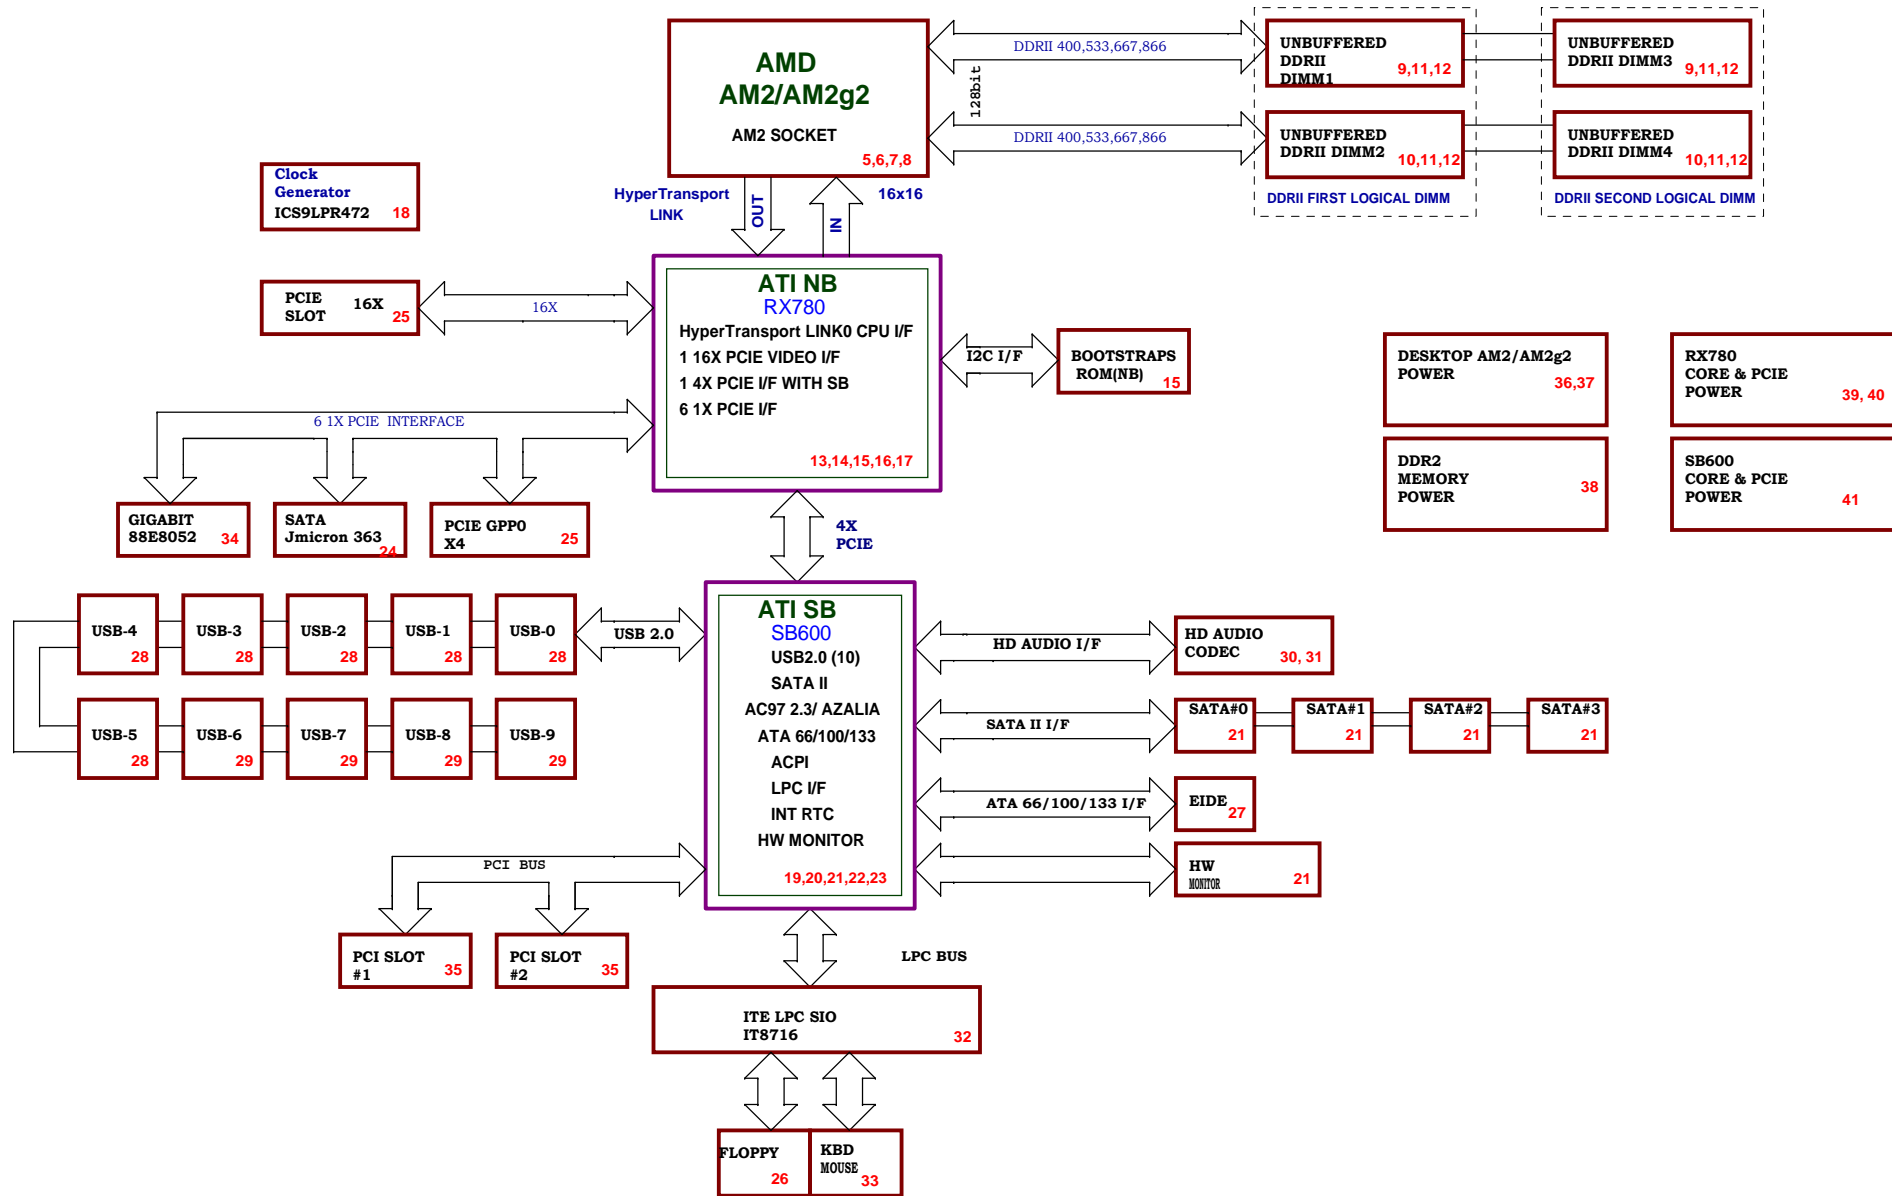 AMD
AM2/AM2g2
AM2 SOCKET
5,6,7,8
DDRII 400,533,667,866
128bit
DDRII 400,533,667,866
UNBUFFERED
DDRII
DIMM1
9,11,12
UNBUFFERED
DDRII DIMM3
9,11,12
UNBUFFERED
DDRII DIMM2
10,11,12
UNBUFFERED
DDRII DIMM4
10,11,12
DDRII FIRST LOGICAL DIMM
DDRII SECOND LOGICAL DIMM
Clock
Generator
ICS9LPR472 18
HyperTransport
LINK
OUT
IN
16x16
PCIE 16X
SLOT
25
16X
ATI NB
RX780
HyperTransport LINK0 CPU I/F
1 16X PCIE VIDEO I/F
1 4X PCIE I/F WITH SB
6 1X PCIE I/F
13,14,15,16,17
I2C I/F
BOOTSTRAPS
ROM(NB)
15
DESKTOP AM2/AM2g2
POWER
36,37
RX780
CORE & PCIE
POWER
39, 40
DDR2
MEMORY
POWER
38
SB600
CORE & PCIE
POWER
41
6 1X PCIE INTERFACE
GIGABIT
88E8052 34
SATA
Jmicron 363
24
PCIE GPP0
X4
25
4X
PCIE
USB-4
28
USB-3
28
USB-2
28
USB-1
28
USB-0
28
USB 2.0
USB-5
28
USB-6
29
USB-7
29
USB-8
29
USB-9
29
ATI SB
SB600
USB2.0 (10)
SATA II
AC97 2.3/ AZALIA
ATA 66/100/133
ACPI
LPC I/F
INT RTC
HW MONITOR
19,20,21,22,23
HD AUDIO I/F
HD AUDIO
CODEC
30, 31
SATA II I/F
SATA#0
21
SATA#1
21
SATA#2
21
SATA#3
21
ATA 66/100/133 I/F
EIDE
27
HW
MONITOR
21
PCI BUS
PCI SLOT
#1
35
PCI SLOT
#2
35
LPC BUS
ITE LPC SIO
IT8716
32
FLOPPY
26
KBD
MOUSE
33